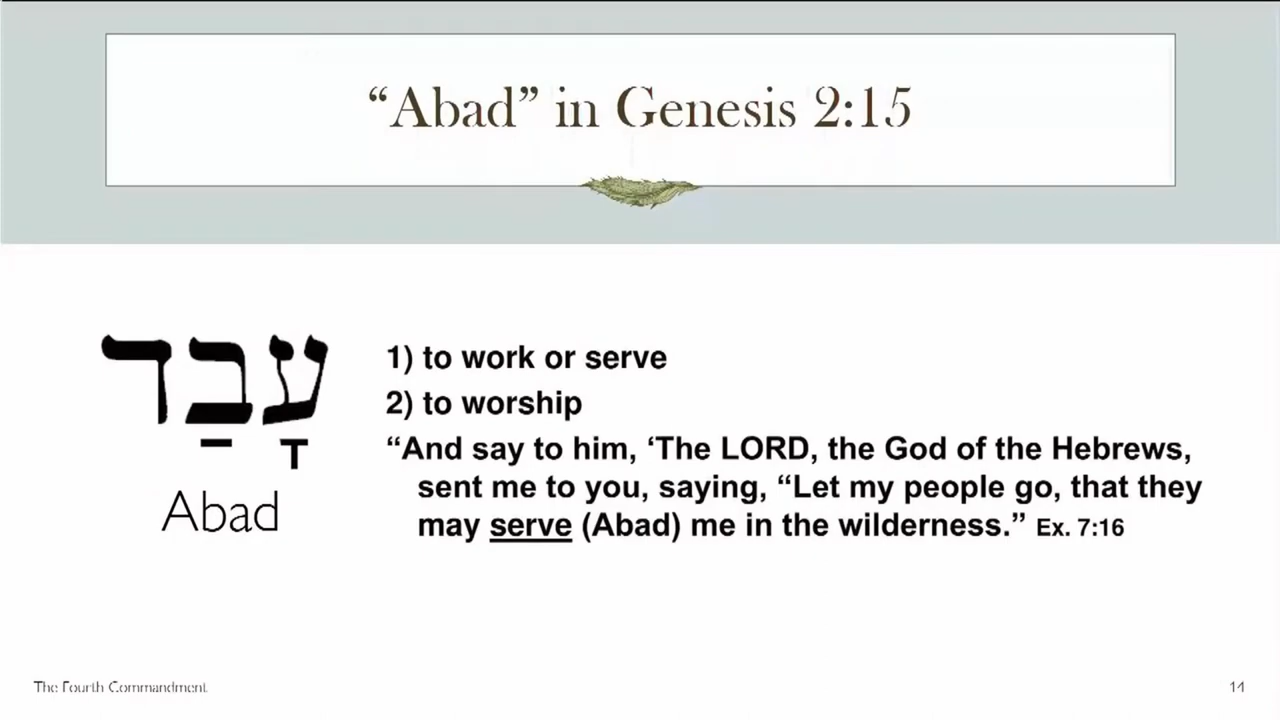 “Abad” in Genesis 2:15
עָבַד
Abad
1) to work or serve
2) to worship
“And say to him, ‘The LORD, the God of the Hebrews,
sent me to you, saying, “Let my people go, that they
may serve (Abad) me in the wilderness.” Ex. 7:16
The Fourth Commandment
14